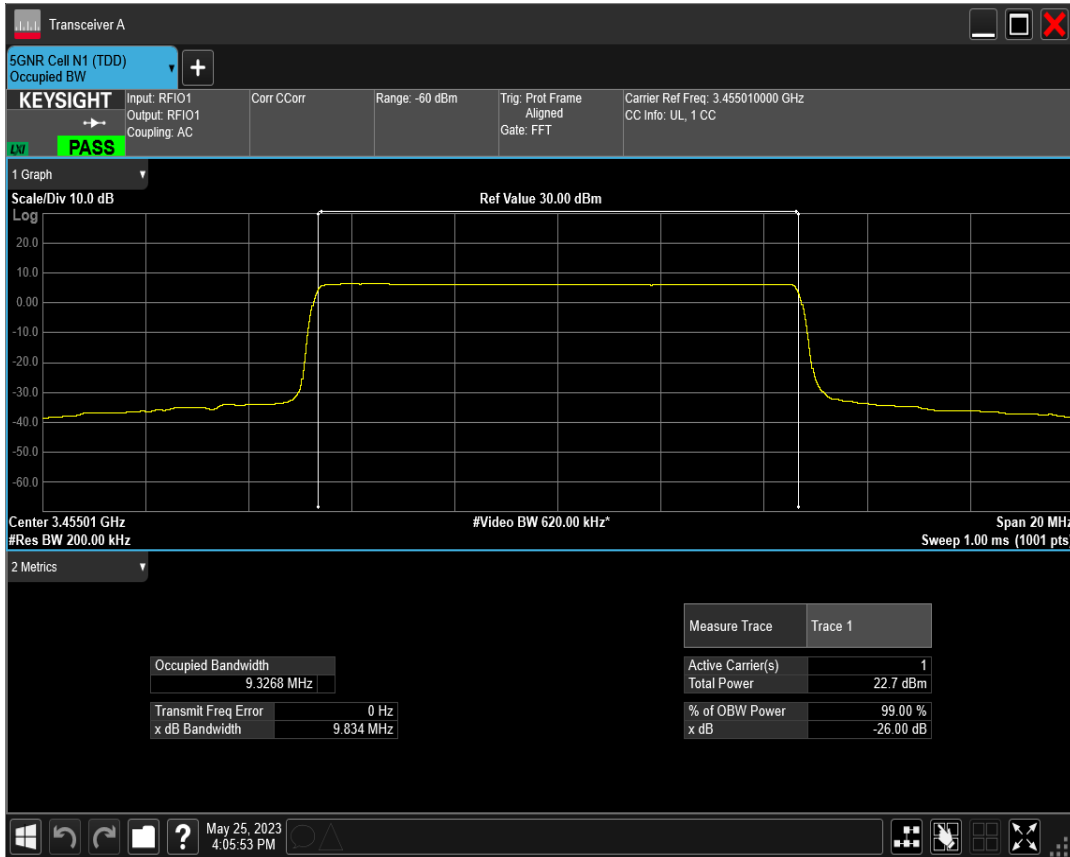 Transceiver A
5GNR Cell N1 (TDD)
Occupied BW
+
KEYSIGHT
Input: RFIO1
Output: RFIO1
Coupling: AC
LXI
PASS
Corr CCorr
Range: -60 dBm
Trig: Prot Frame
Aligned
Gate: FFT
Carrier Ref Freq: 3.455010000 GHz
CC Info: UL, 1 CC
1 Graph
Scale/Div 10.0 dB
Ref Value 30.00 dBm
Log
20.0
10.0
0.00
-10.0
-20.0
-30.0
-40.0
-50.0
-60.0
Center 3.45501 GHz
#Video BW 620.00 kHz*
Span 20 MHz
#Res BW 200.00 kHz
Sweep 1.00 ms (1001 pts)
2 Metrics
Measure Trace Trace 1
Occupied Bandwidth
9.3268 MHz
Active Carrier(s) 1
Total Power 22.7 dBm
Transmit Freq Error 0 Hz
x dB Bandwidth 9.834 MHz
% of OBW Power 99.00 %
x dB -26.00 dB
?
May 25, 2023
4:05:53 PM